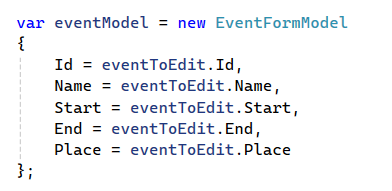 var eventModel = new EventFormModel
{
    Id = eventToEdit.Id,
    Name = eventToEdit.Name,
    Start = eventToEdit.Start,
    End = eventToEdit.End,
    Place = eventToEdit.Place
};